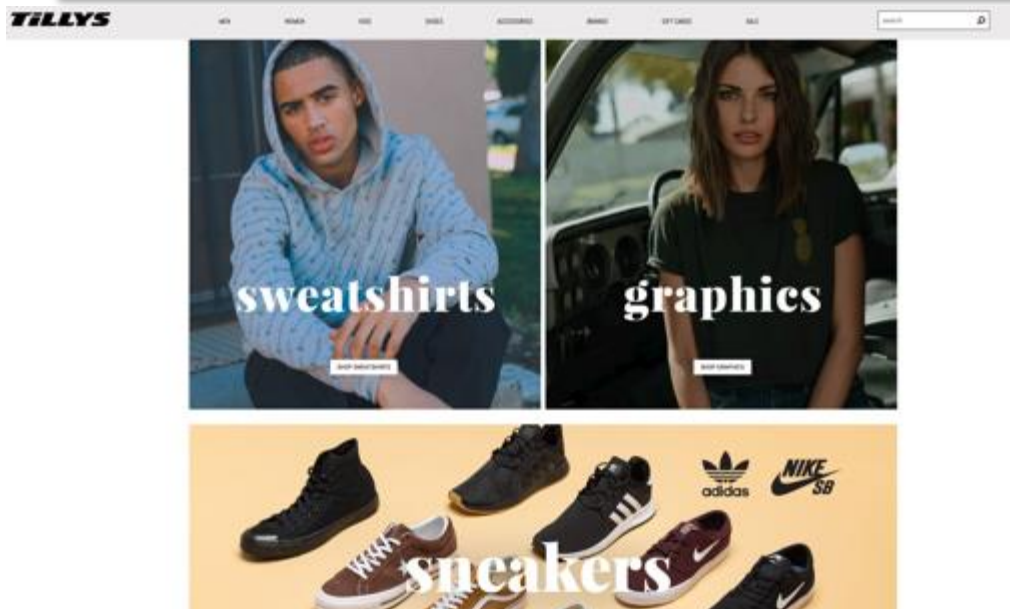 TILLYS
MEN WOMEN KIDS SHOES ACCESSORIES BRANDS GIFT CARDS SALE
search
sweatshirts
graphics
SHOP SWEATSHIRTS
SHOP GRAPHICS
adidas
NIKE
SB
sneakers